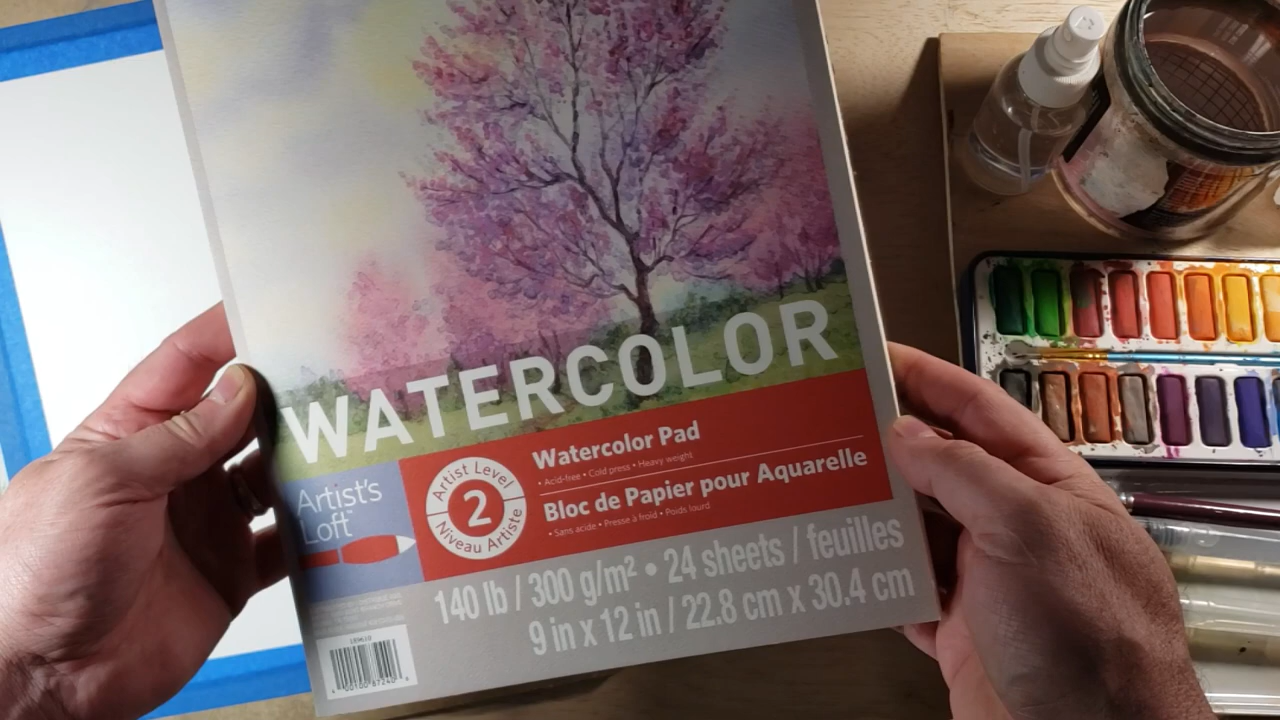 WATERCOLOR
Artist's
Loft
Artist Level
2
Niveau Artiste
Watercolor Pad
• Acid-free • Cold press • Heavy weight
Bloc de Papier pour Aquarelle
• Sans acide • Presse à froid • Poids lourd
140 lb / 300 g/m² • 24 sheets / feuilles
9 in x 12 in / 22.8 cm x 30.4 cm